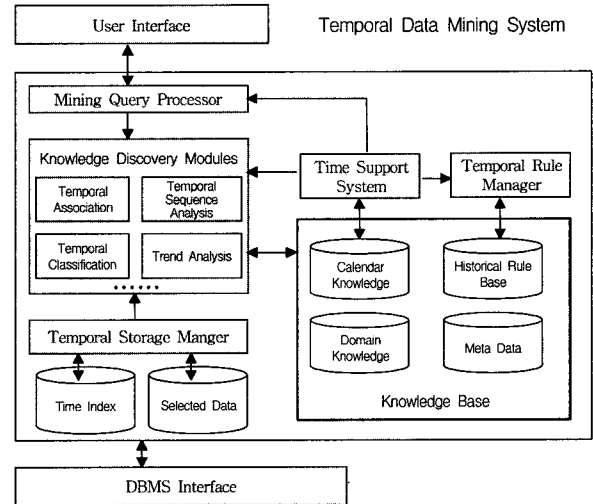 User Interface
Temporal Data Mining System
Mining Query Processor
Knowledge Discovery Modules
Temporal
Association
Temporal
Sequence
Analysis
Temporal
Classification
Trend Analysis
......
Time Support
System
Temporal Rule
Manager
Calendar
Knowledge
Historical Rule
Base
Domain
Knowledge
Meta Data
Knowledge Base
Temporal Storage Manger
Time Index
Selected Data
DBMS Interface